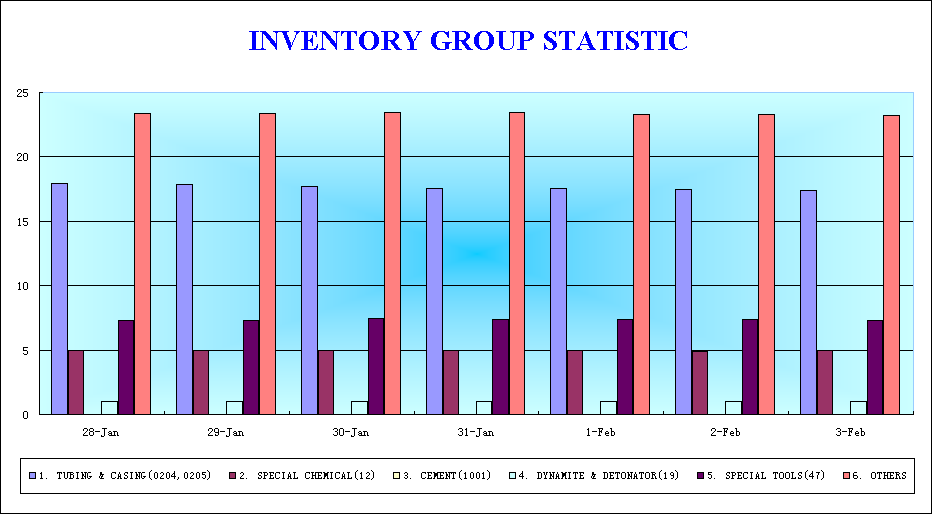 INVENTORY GROUP STATISTIC
25
20
15
10
5
0
28-Jan 29-Jan 30-Jan 31-Jan 1-Feb 2-Feb 3-Feb
1. TUBING & CASING(0204,0205) 2. SPECIAL CHEMICAL(12) 3. CEMENT(1001) 4. DYNAMITE & DETONATOR(19) 5. SPECIAL TOOLS(47) 6. OTHERS